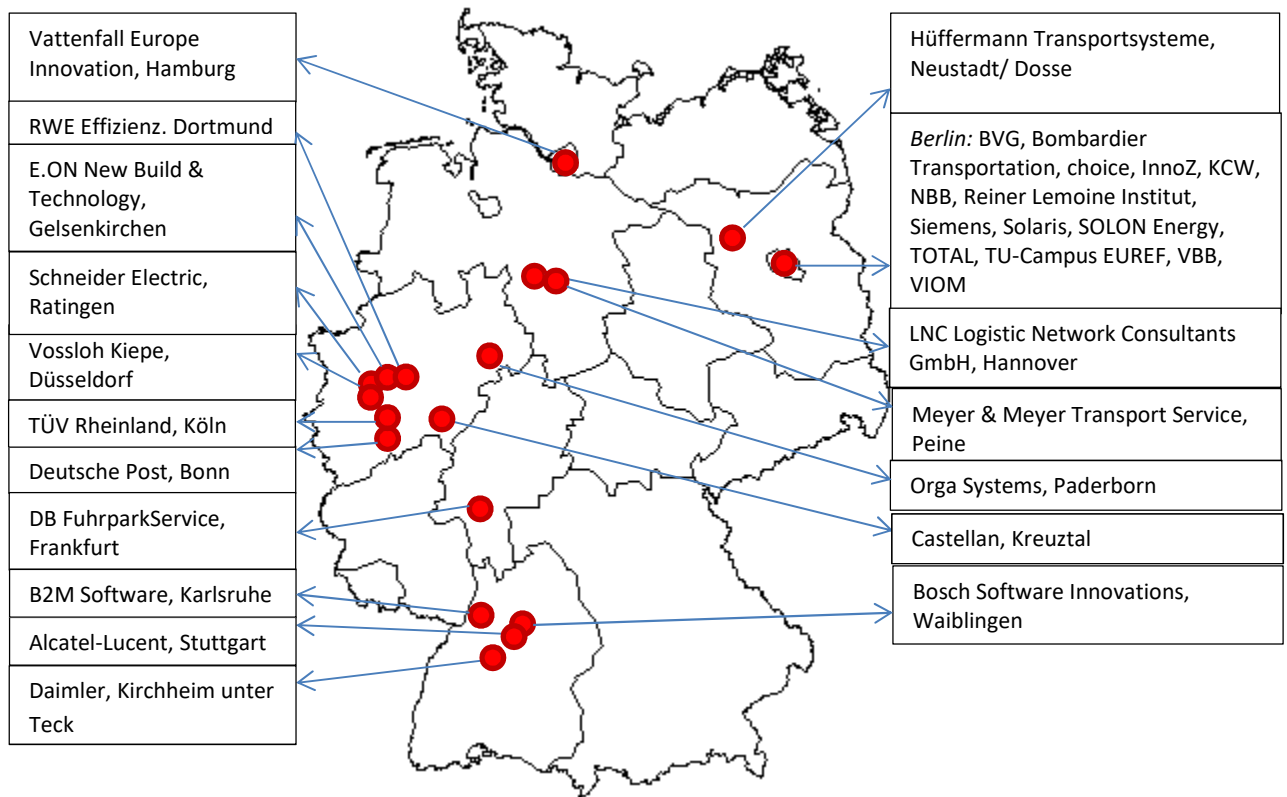 Vattenfall Europe
Innovation, Hamburg
RWE Effizienz. Dortmund
E.ON New Build &
Technology,
Gelsenkirchen
Schneider Electric,
Ratingen
Vossloh Kiepe,
Düsseldorf
TÜV Rheinland, Köln
Deutsche Post, Bonn
DB FuhrparkService,
Frankfurt
B2M Software, Karlsruhe
Alcatel-Lucent, Stuttgart
Daimler, Kirchheim unter
Teck
Hüffermann Transportsysteme,
Neustadt/ Dosse
Berlin: BVG, Bombardier
Transportation, choice, InnoZ, KCW,
NBB, Reiner Lemoine Institut,
Siemens, Solaris, SOLON Energy,
TOTAL, TU-Campus EUREF, VBB,
VIOM
LNC Logistic Network Consultants
GmbH, Hannover
Meyer & Meyer Transport Service,
Peine
Orga Systems, Paderborn
Castellan, Kreuztal
Bosch Software Innovations,
Waiblingen